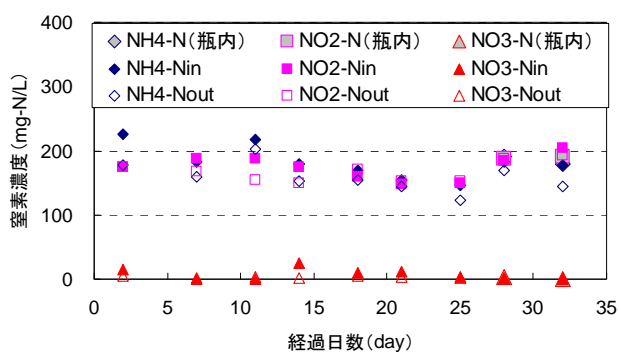 400
300
200
100
0
窒素濃度(mg-N/L)
NH4-N(瓶内) NO2-N(瓶内) NO3-N(瓶内)
NH4-Nin NO2-Nin NO3-Nin
NH4-Nout NO2-Nout NO3-Nout
0 5 10 15 20 25 30 35
経過日数(day)